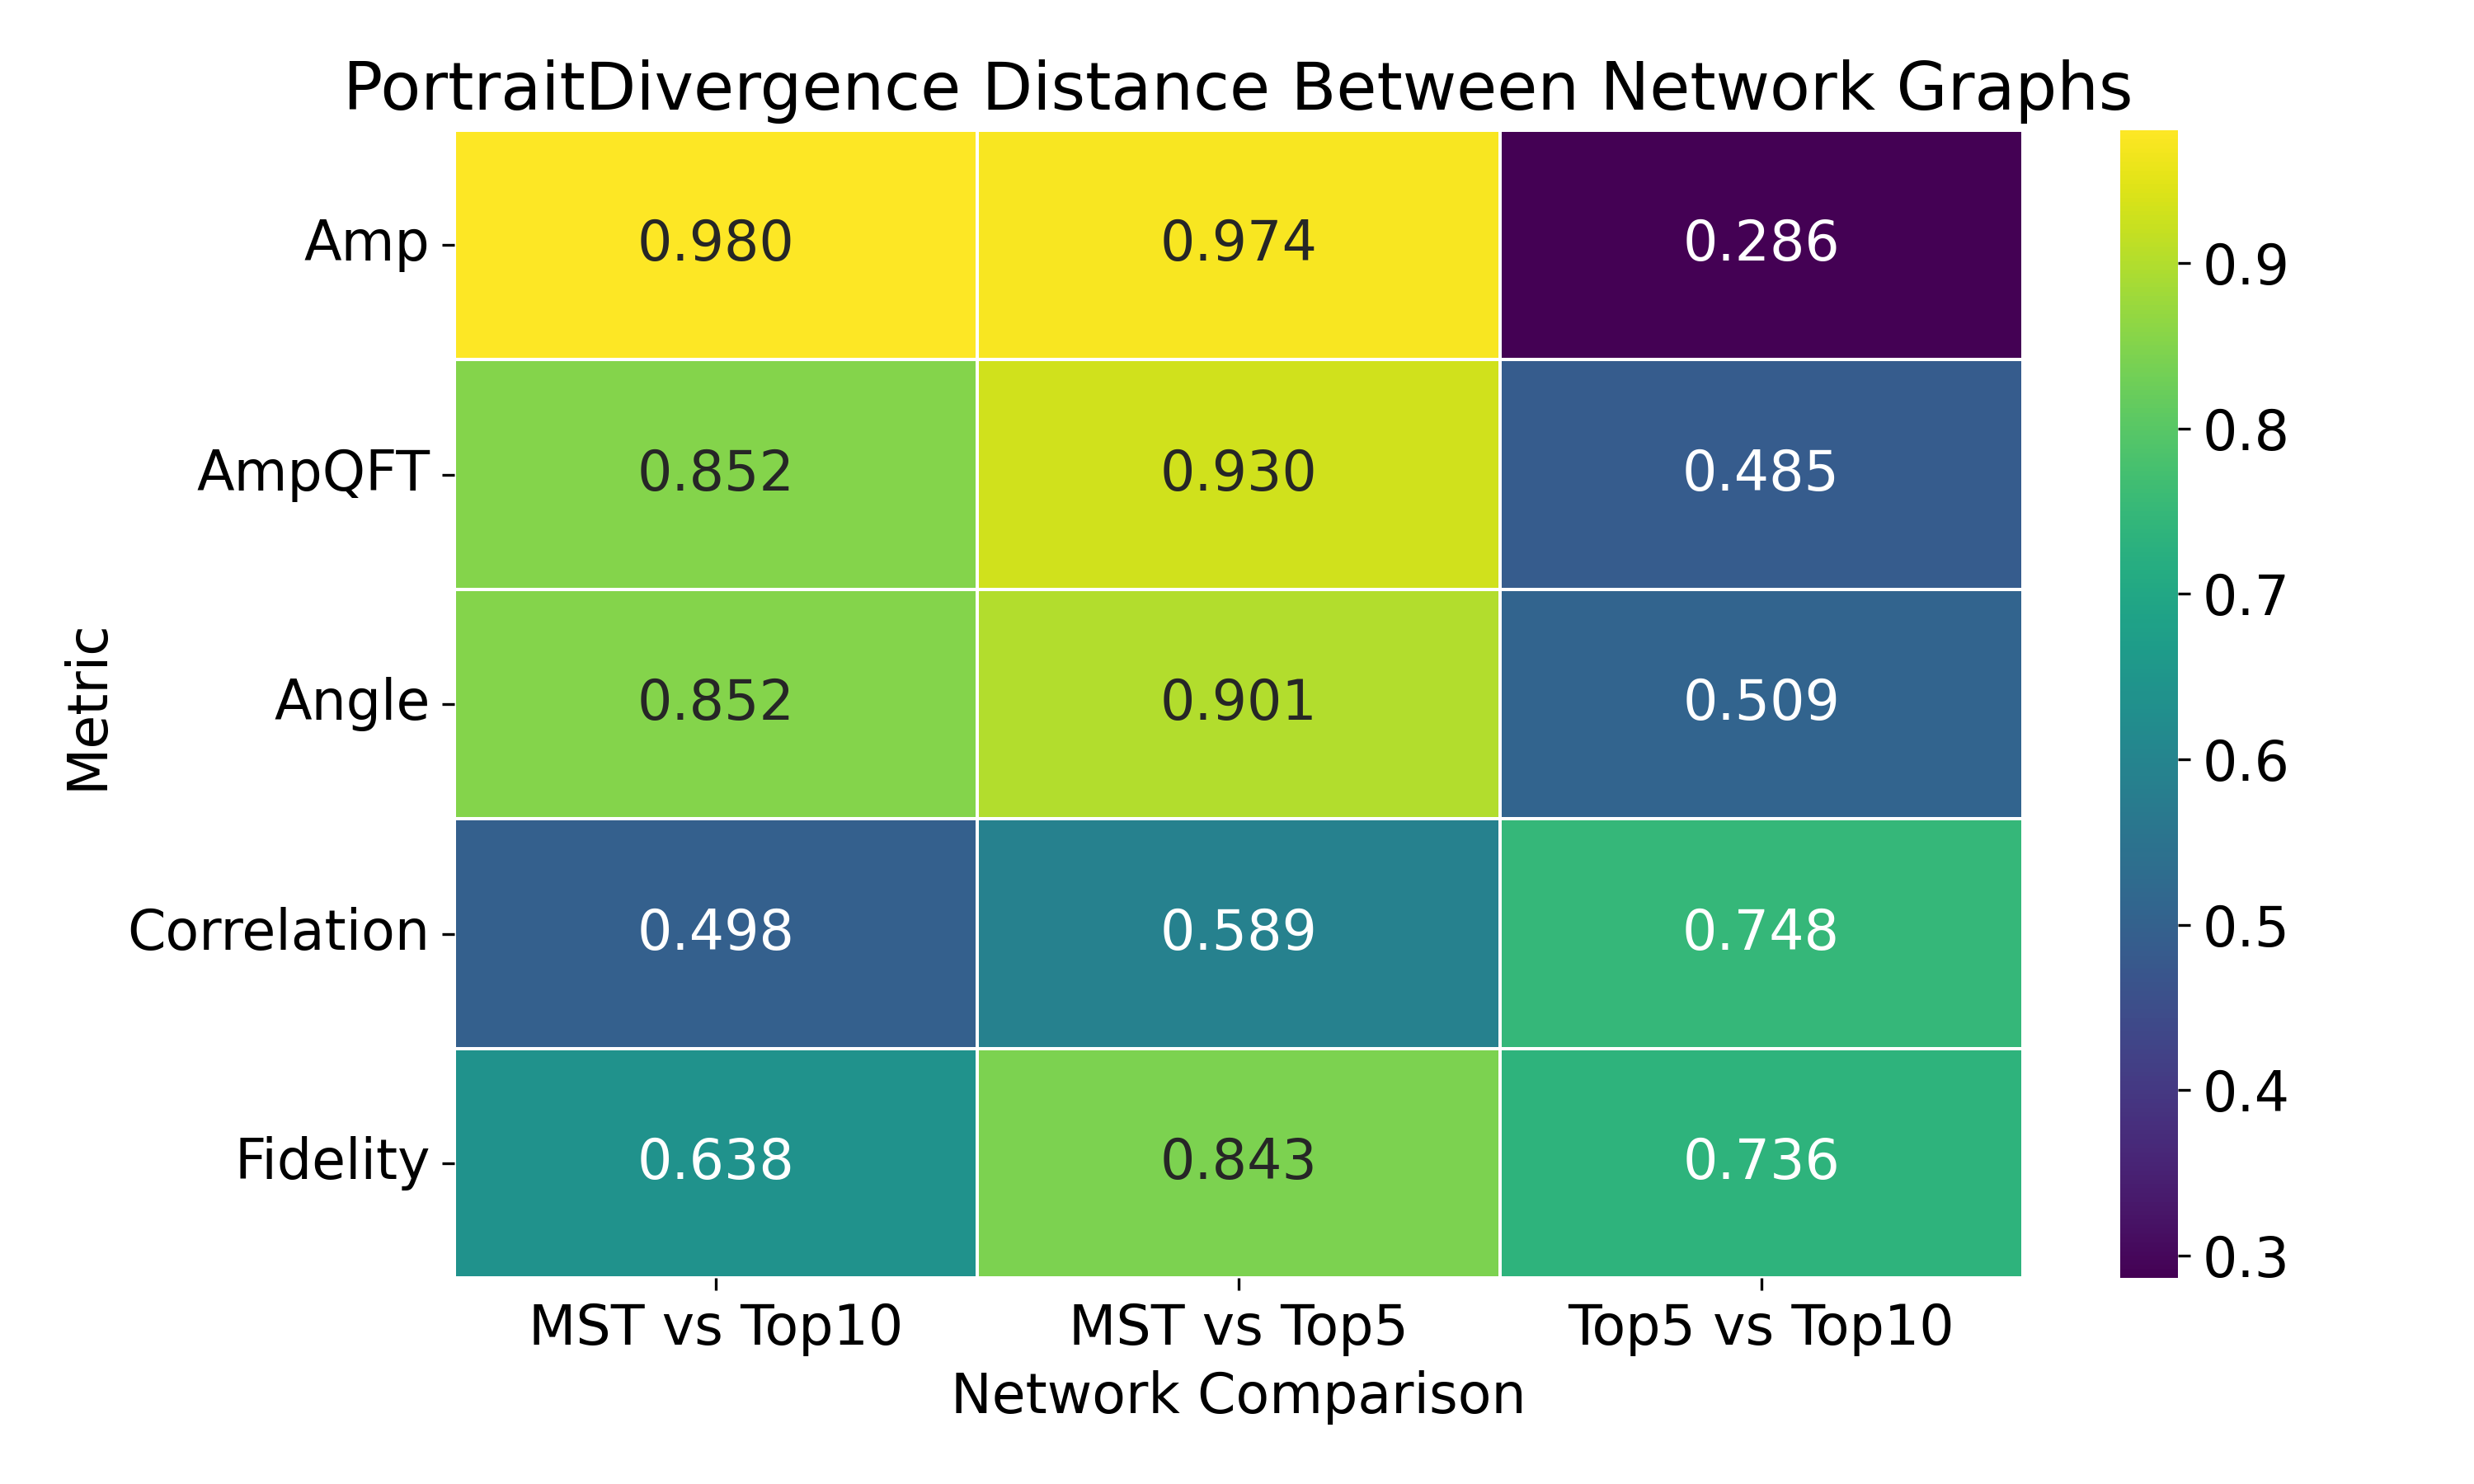 PortraitDivergence Distance Between Network Graphs
Amp 0.980 0.974 0.286
AmpQFT 0.852 0.930 0.485
Angle 0.852 0.901 0.509
Correlation 0.498 0.589 0.748
Fidelity 0.638 0.843 0.736
MST vs Top10 MST vs Top5 Top5 vs Top10
Network Comparison
Metric
0.9
0.8
0.7
0.6
0.5
0.4
0.3